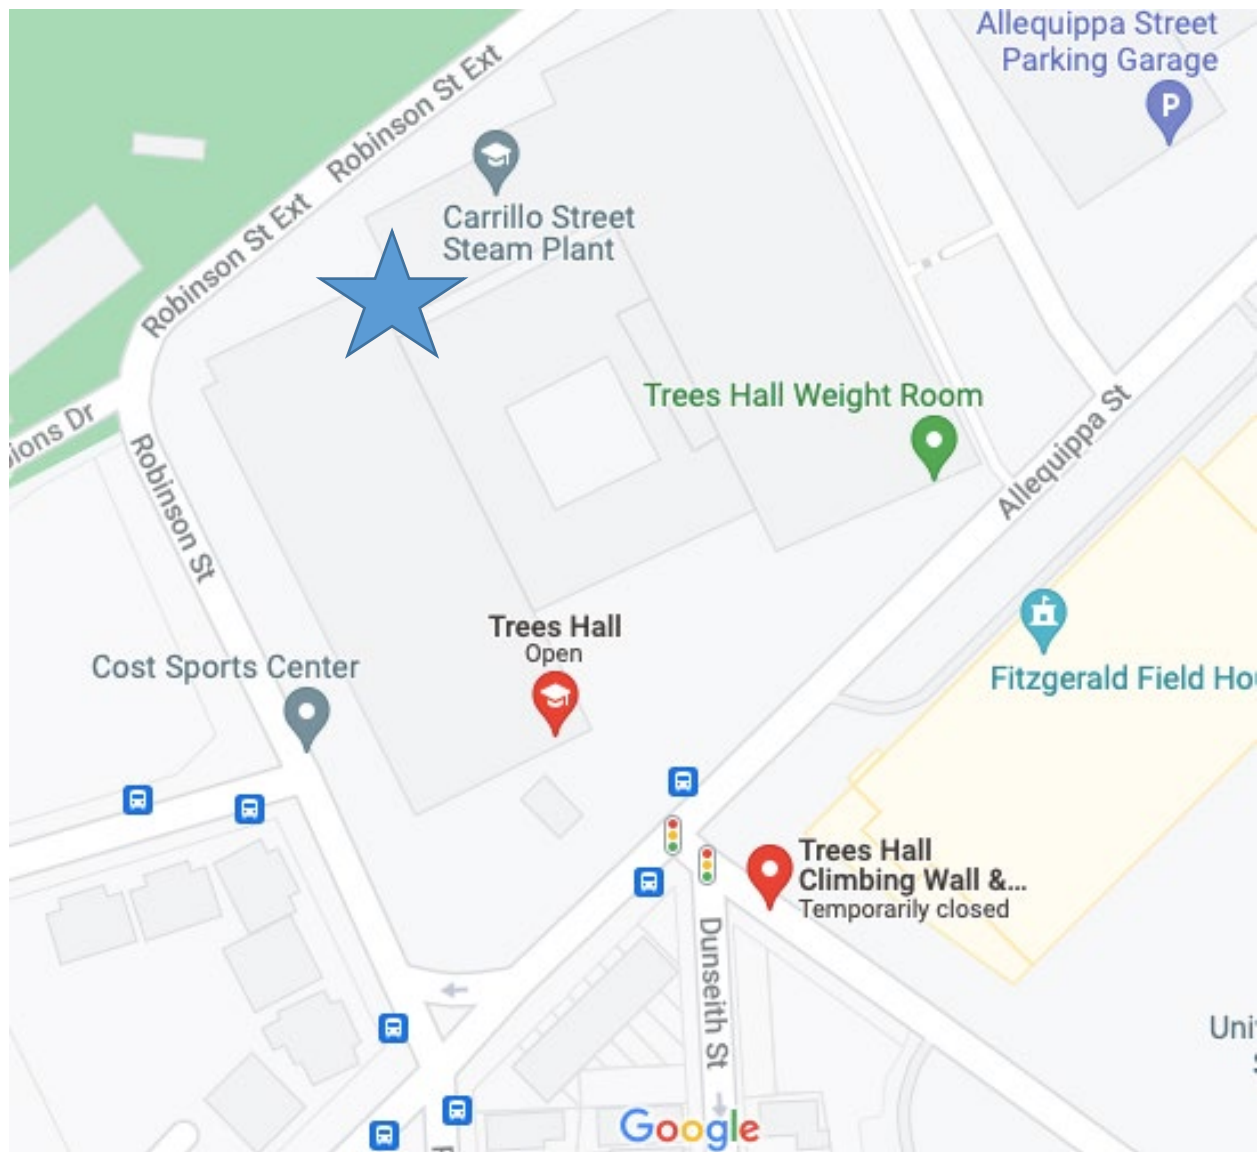 Allequippa Street
Parking Garage
P
Robinson St Ext
Robinson St Ext
Carrillo Street
Steam Plant
Trees Hall Weight Room
Allequippa St
Robinson St
Trees Hall
Open
Cost Sports Center
Fitzgerald Field
Trees Hall
Climbing Wall &...
Temporarily closed
Dunseith St
Google